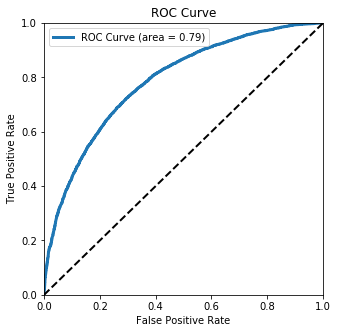 ROC Curve
ROC Curve (area = 0.79)
1.0
0.8
0.6
0.4
0.2
0.0
True Positive Rate
0.0 0.2 0.4 0.6 0.8 1.0
False Positive Rate